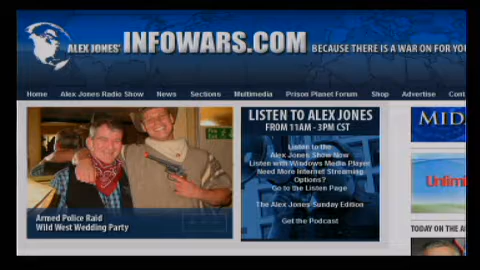 ALEX JONES' INFOWARS.COM BECAUSE THERE IS A WAR ON FOR YOU
Home Alex Jones Radio Show News Sections Multimedia Prison Planet Forum Shop Advertise Cont
LISTEN TO ALEX JONES
FROM 11AM - 3PM CST
Listen to the
Alex Jones Show Now
Listen with Windows Media Player
Need More Internet Streaming
Options?
Go to the Listen Page
The Alex Jones Sunday Edition
Get the Podcast
Armed Police Raid
Wild West Wedding Party
MID
Unlimi
TODAY ON THE A